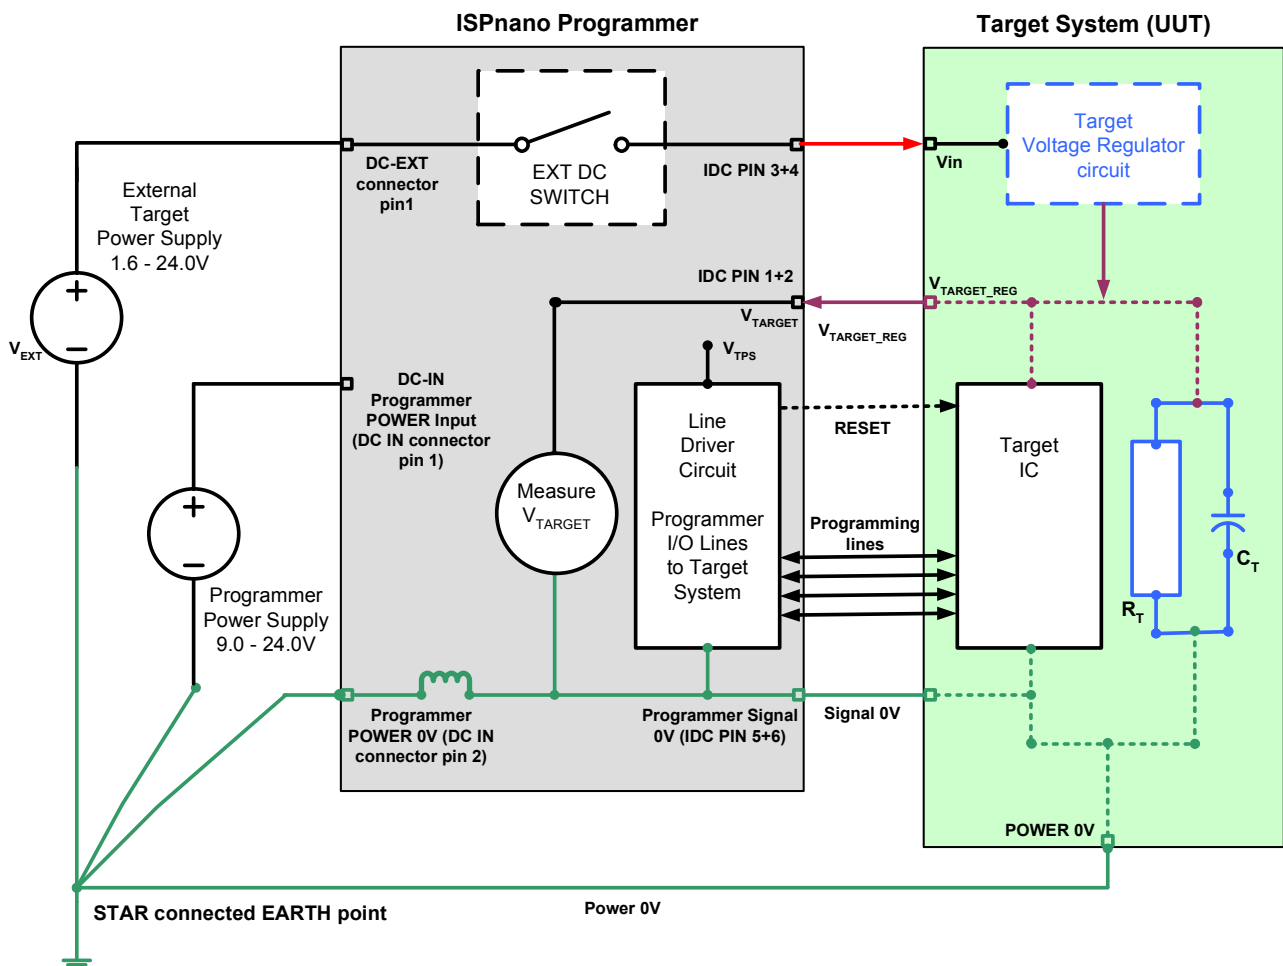 ISPnano Programmer
Target System (UUT)
External
Target
Power Supply
1.6 - 24.0V
+
–
VEXT
DC-EXT
connector
pin1
EXT DC
SWITCH
IDC PIN 3+4
Vin
Target
Voltage Regulator
circuit
IDC PIN 1+2
VTARGET
VTARGET_REG
VTARGET_REG
VTPS
DC-IN
Programmer
POWER Input
(DC IN connector
pin 1)
+
–
Programmer
Power Supply
9.0 - 24.0V
Measure
VTARGET
Line
Driver
Circuit
Programmer
I/O Lines
to Target
System
RESET
Programming
lines
Target
IC
RT
CT
Programmer
POWER 0V (DC IN
connector pin 2)
Programmer Signal
0V (IDC PIN 5+6)
Signal 0V
POWER 0V
STAR connected EARTH point
Power 0V